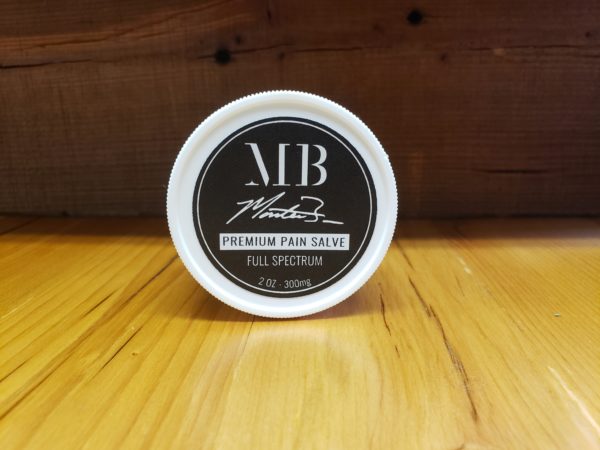 MB
PREMIUM PAIN SALVE
FULL SPECTRUM
2 OZ - 300mg